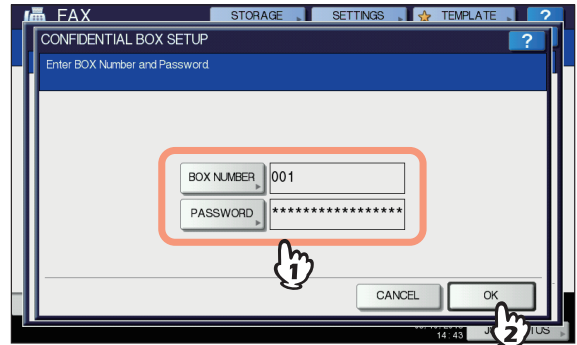 FAX STORAGE SETTINGS TEMPLATE ?
CONFIDENTIAL BOX SETUP ?
Enter BOX Number and Password.
BOX NUMBER 001
PASSWORD *****************
1
CANCEL OK
14:43
2